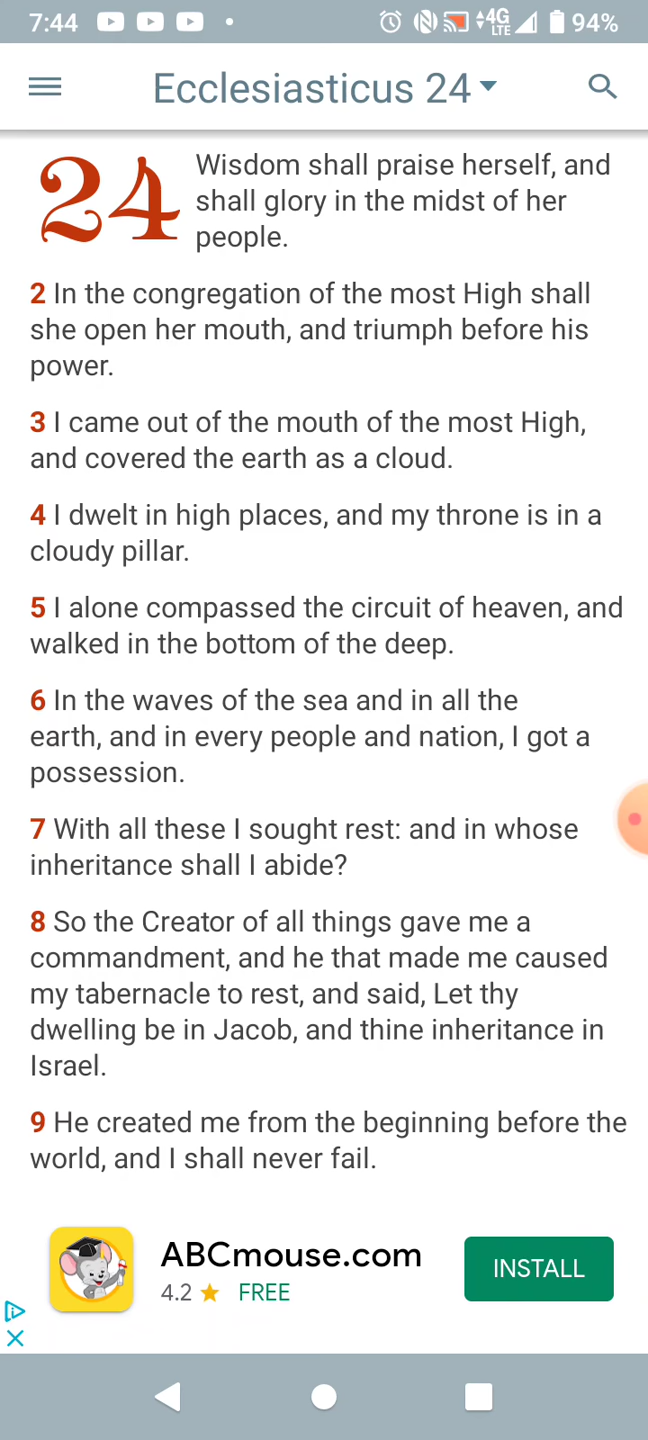 7:44
4G
LTE
94%
Ecclesiasticus 24
24
Wisdom shall praise herself, and
shall glory in the midst of her
people.
2 In the congregation of the most High shall
she open her mouth, and triumph before his
power.
3 I came out of the mouth of the most High,
and covered the earth as a cloud.
4 I dwelt in high places, and my throne is in a
cloudy pillar.
5 I alone compassed the circuit of heaven, and
walked in the bottom of the deep.
6 In the waves of the sea and in all the
earth, and in every people and nation, I got a
possession.
7 With all these I sought rest: and in whose
inheritance shall I abide?
8 So the Creator of all things gave me a
commandment, and he that made me caused
my tabernacle to rest, and said, Let thy
dwelling be in Jacob, and thine inheritance in
Israel.
9 He created me from the beginning before the
world, and I shall never fail.
ABCmouse.com
4.2 ★ FREE
INSTALL